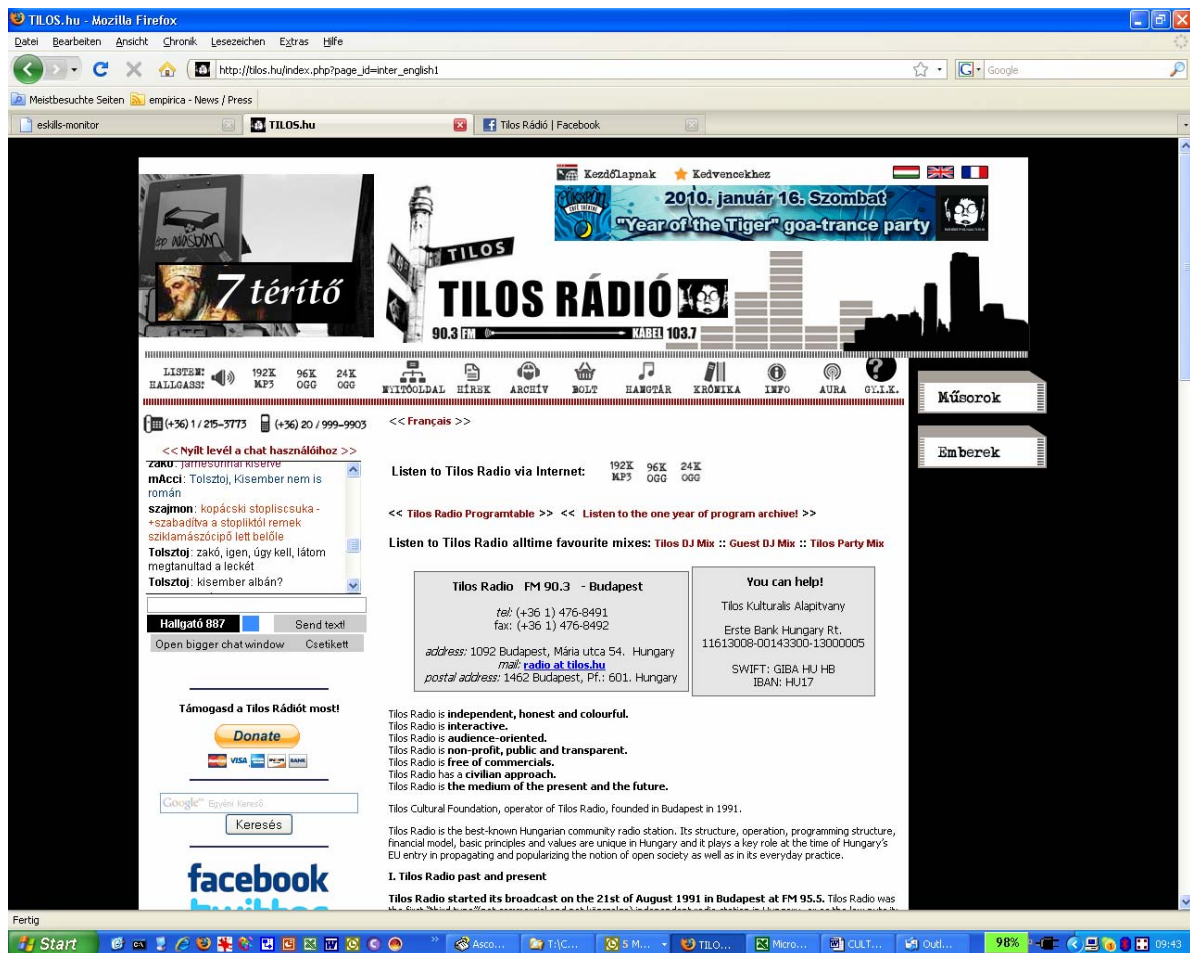 TILOS.hu - Mozilla Firefox
Datei Bearbeiten Ansicht Chronik Lesezeichen Extras Hilfe
http://tilos.hu/index.php?page_id=inter_english1
Google
Meistbesuchte Seiten empirica - News / Press
eskills-monitor TILOS.hu Tilos Rádió | Facebook
Kezdőlapnak Kedvencekhez
2010. január 16. Szombat
"Year of the Tiger" goa-trance party
7 térítő
TILOS
TILOS RÁDIÓ
90.3 FM KÁBEL 103.7
LISTEN: HALLGASS! 192K MP3 96K OGG 24K OGG
NYITÓOLDAL HÍREK ARCHÍV BOLT HANGTÁR KRÓNIKA INFO AURA GY.I.K.
Műsorok
Emberek
(+36) 1 / 215-3773 (+36) 20 / 999-9903
<< Nyílt levél a chat használóihoz >>
zakó: jamesonnal kísérve
mAcci: Tolsztoj, Kisember nem is
román
szajmon: kopácski stopliscsuka -
+szabadítva a stopliktól remek
sziklamászócipő lett belőle
Tolsztoj: zakó, igen, úgy kell, látom
megtanultad a leckét
Tolsztoj: kisember albán?
Hallgató 887 Send text!
Open bigger chat window Csetikett
Támogasd a Tilos Rádiót most!
Donate
VISA BANK
Google Egyéni Kereső
Keresés
facebook
<< Français >>
Listen to Tilos Radio via Internet: 192K MP3 96K OGG 24K OGG
<< Tilos Radio Programtable >> << Listen to the one year of program archive! >>
Listen to Tilos Radio alltime favourite mixes: Tilos DJ Mix :: Guest DJ Mix :: Tilos Party Mix
Tilos Radio FM 90.3 - Budapest
tel: (+36 1) 476-8491
fax: (+36 1) 476-8492
address: 1092 Budapest, Mária utca 54. Hungary
mail: radio at tilos.hu
postal address: 1462 Budapest, Pf.: 601. Hungary
You can help!
Tilos Kulturalis Alapitvany
Erste Bank Hungary Rt.
11613008-00143300-13000005
SWIFT: GIBA HU HB
IBAN: HU17
Tilos Radio is independent, honest and colourful.
Tilos Radio is interactive.
Tilos Radio is audience-oriented.
Tilos Radio is non-profit, public and transparent.
Tilos Radio is free of commercials.
Tilos Radio has a civilian approach.
Tilos Radio is the medium of the present and the future.
Tilos Cultural Foundation, operator of Tilos Radio, founded in Budapest in 1991.
Tilos Radio is the best-known Hungarian community radio station. Its structure, operation, programming structure,
financial model, basic principles and values are unique in Hungary and it plays a key role at the time of Hungary's
EU entry in propagating and popularizing the notion of open society as well as in its everyday practice.
I. Tilos Radio past and present
Tilos Radio started its broadcast on the 21st of August 1991 in Budapest at FM 95.5. Tilos Radio was
Fertig
Start Asco... T:\C... 5 M... TILO... Micro... CULT... Outl... 98% 09:43